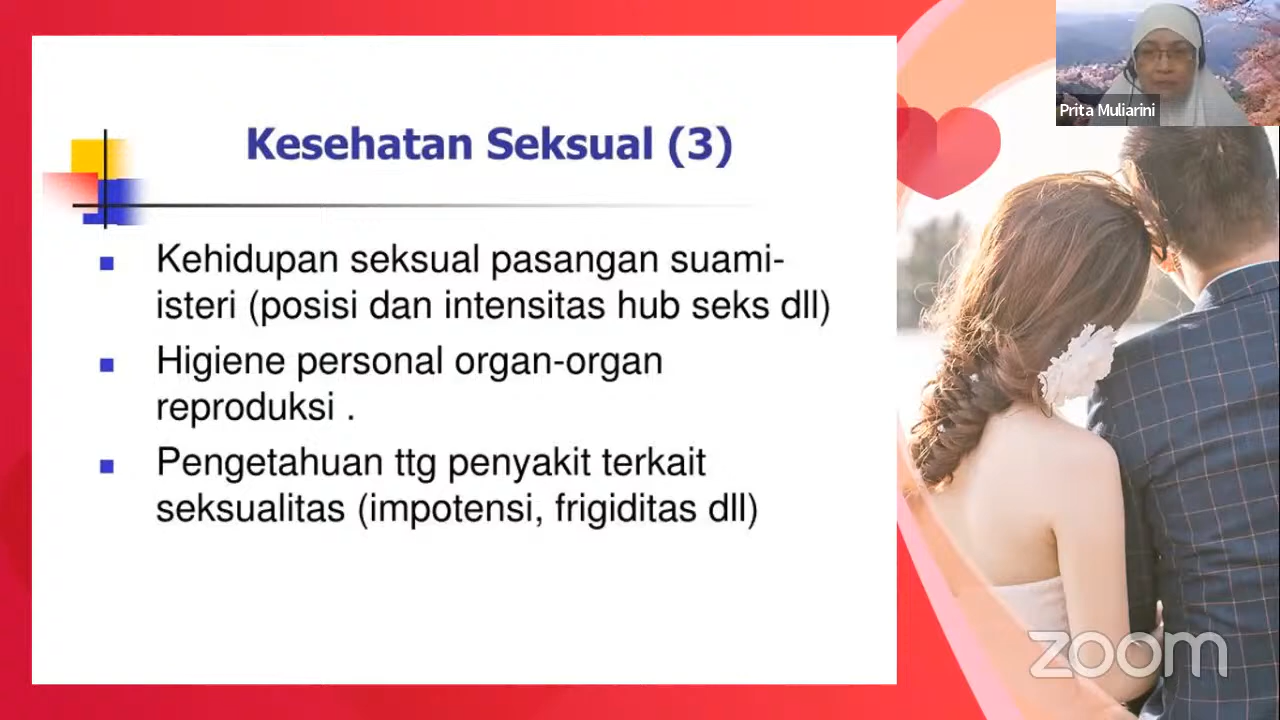 Kesehatan Seksual (3)
Kehidupan seksual pasangan suami-
isteri (posisi dan intensitas hub seks dll)
Higiene personal organ-organ
reproduksi .
Pengetahuan ttg penyakit terkait
seksualitas (impotensi, frigiditas dll)
Prita Muliarini
zoom